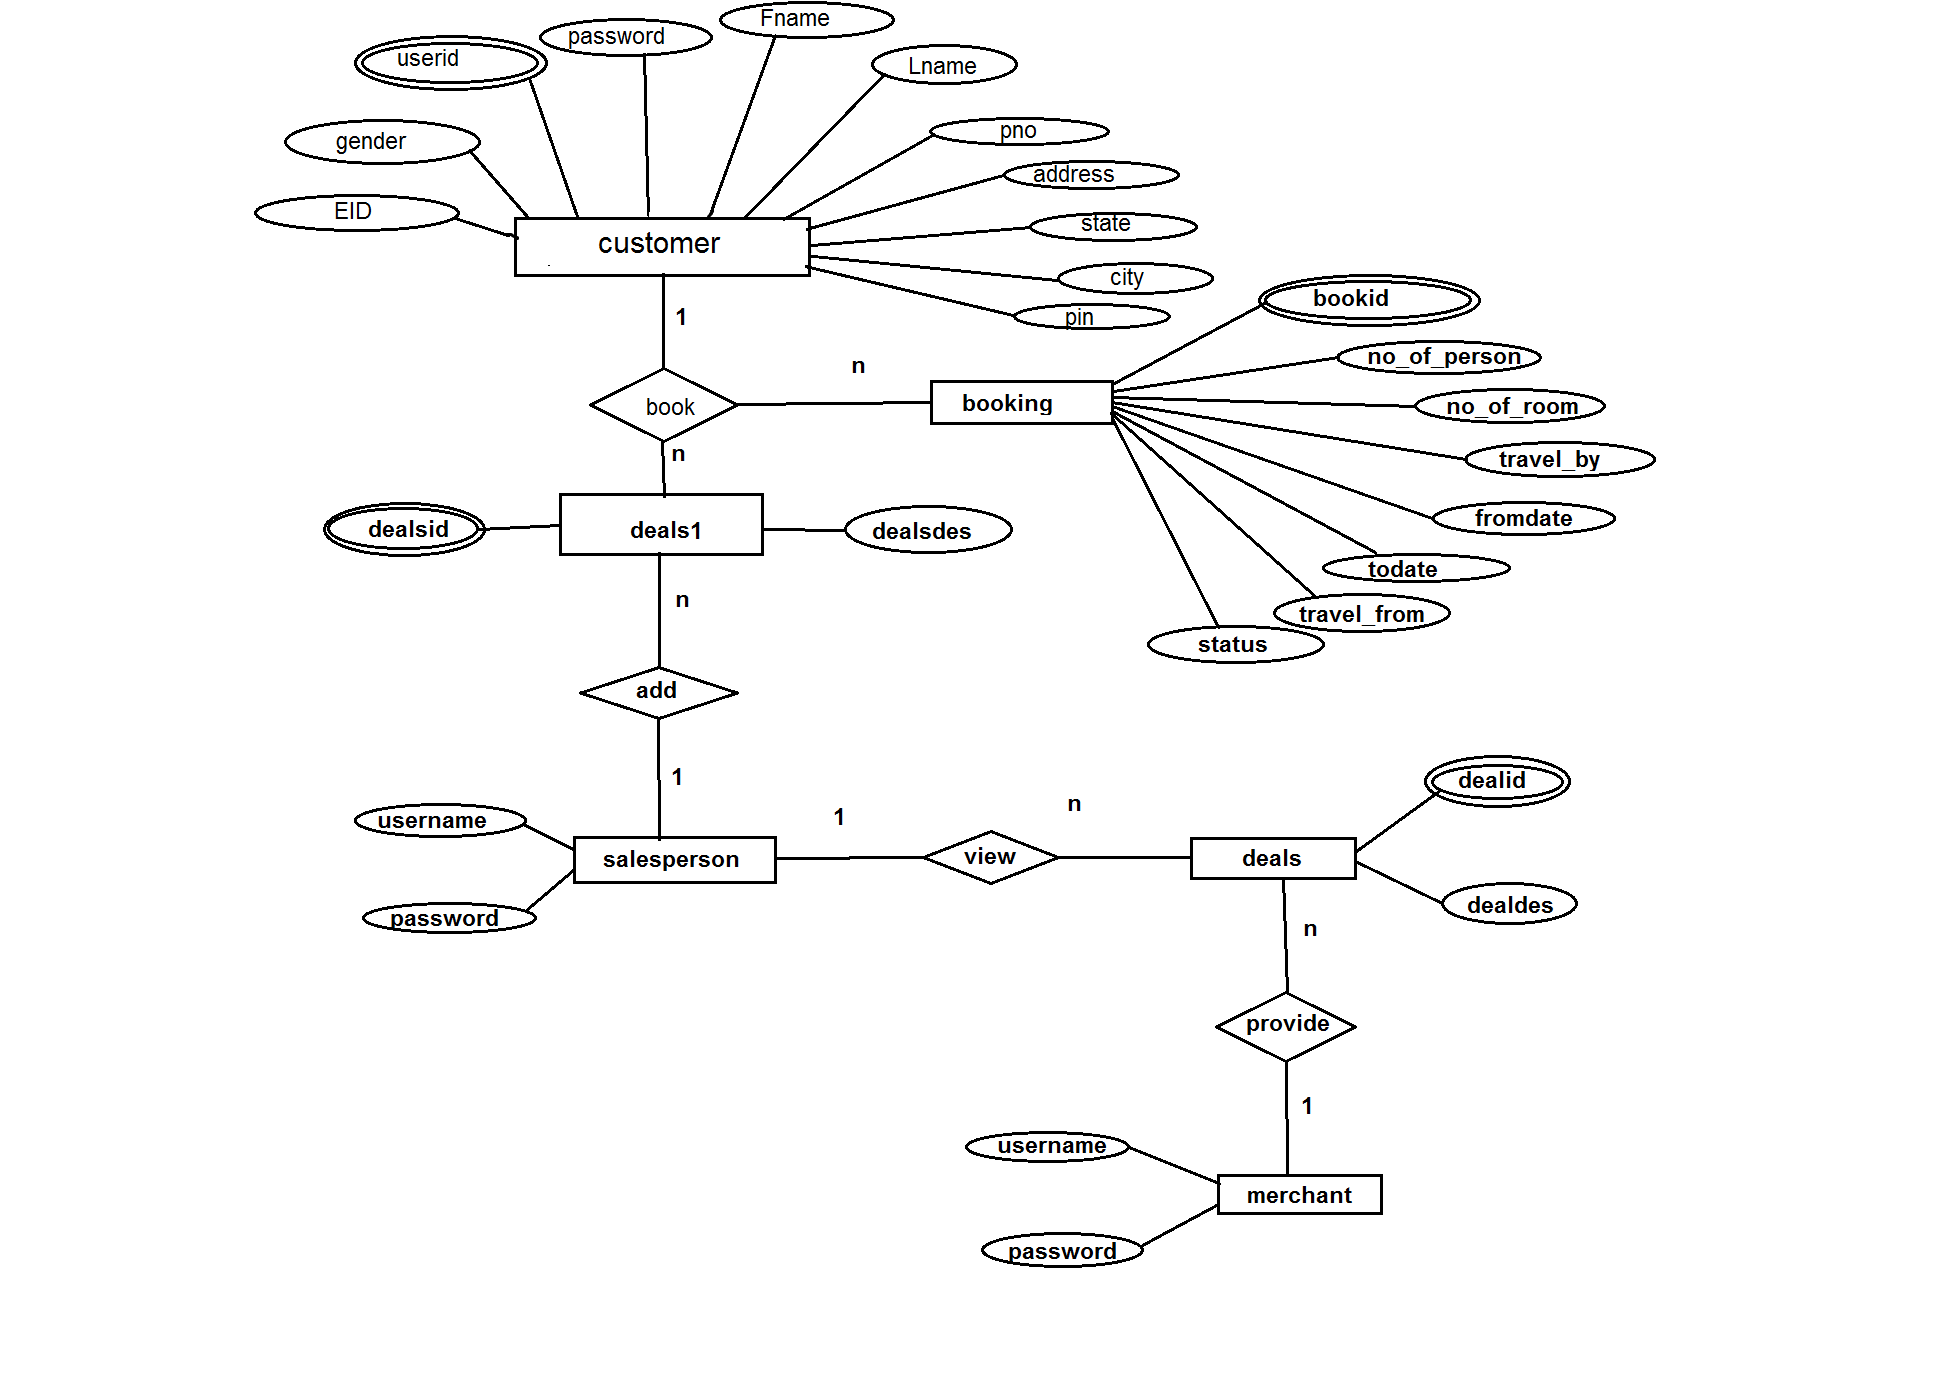 Fname
password
userid
Lname
pno
gender
address
EID
state
customer
city
bookid
1
pin
n
no_of_person
book
booking
no_of_room
n
travel_by
dealsid
deals1
dealsdes
fromdate
todate
n
travel_from
status
add
1
dealid
n
1
username
salesperson
view
deals
password
dealdes
n
provide
1
username
merchant
password